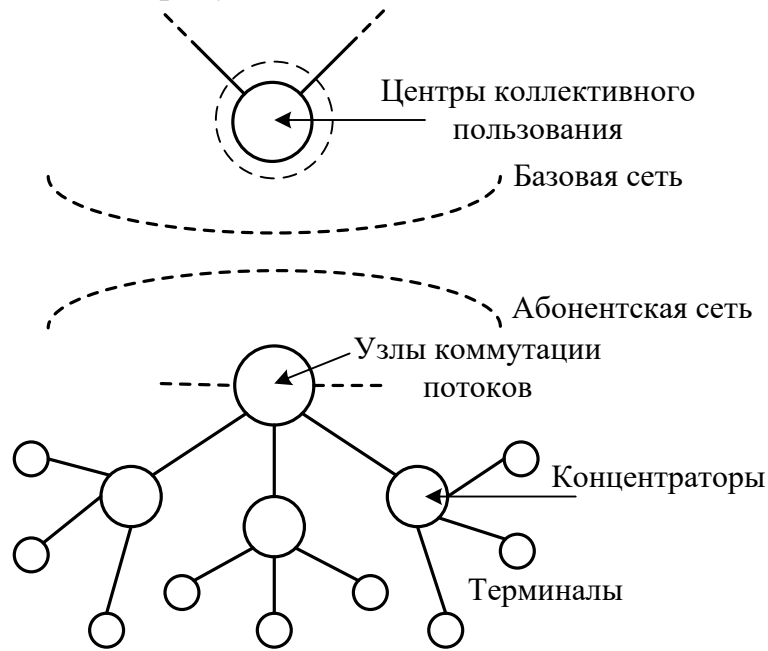 Центры коллективного
пользования
Базовая сеть
Абонентская сеть
Узлы коммутации
потоков
Концентраторы
Терминалы